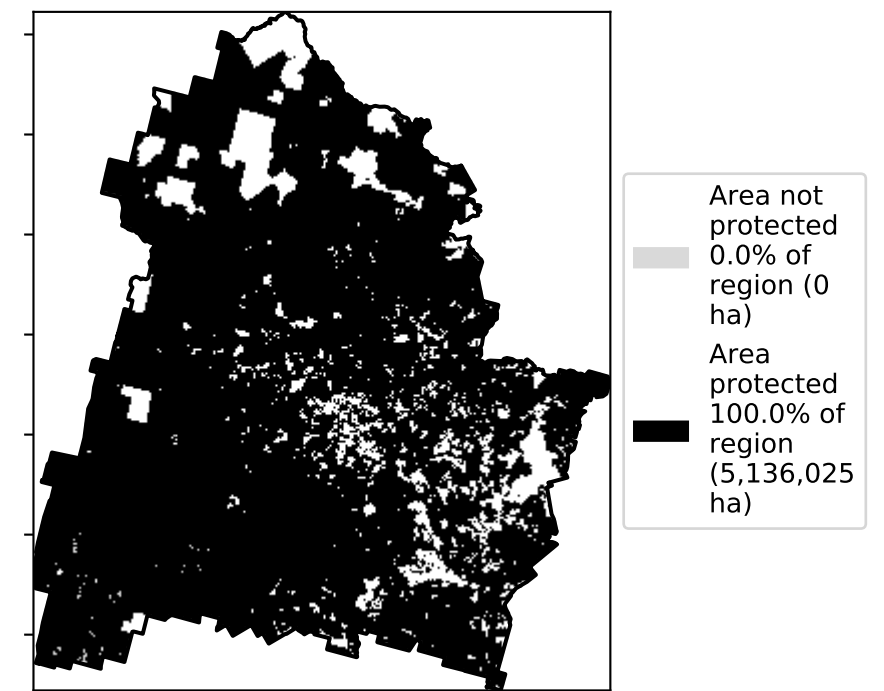 Area not
protected
0.0% of
region (0
ha)
Area
protected
100.0% of
region
(5,136,025
ha)